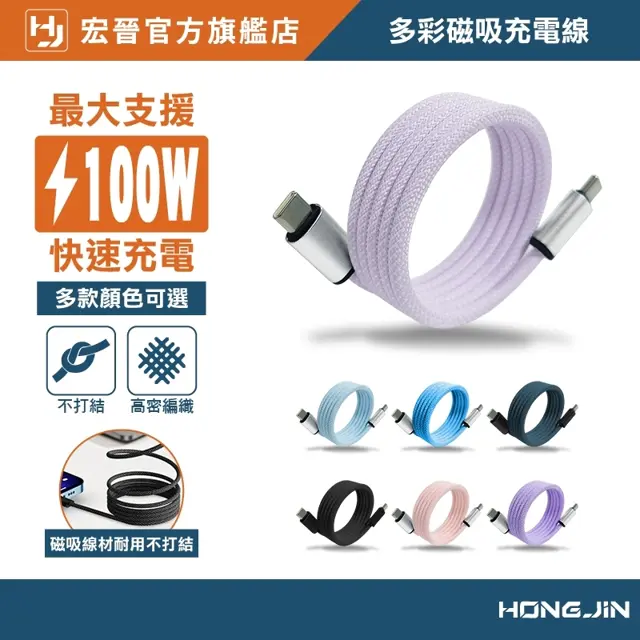 HJ 宏晉官方旗艦店
多彩磁吸充電線
最大支援
100W
快速充電
多款顏色可選
不打結
高密編織
磁吸線材耐用不打結
HONGJIN